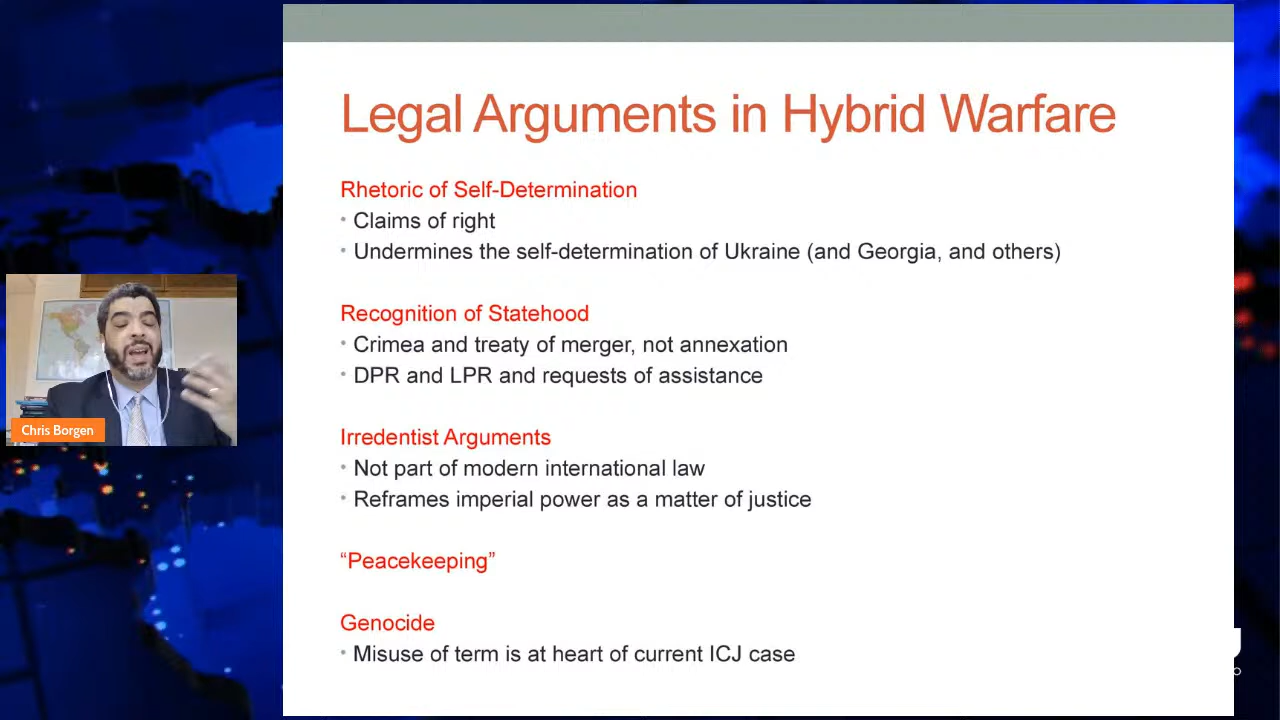 Legal Arguments in Hybrid Warfare
Rhetoric of Self-Determination
• Claims of right
• Undermines the self-determination of Ukraine (and Georgia, and others)
Recognition of Statehood
• Crimea and treaty of merger, not annexation
• DPR and LPR and requests of assistance
Irredentist Arguments
• Not part of modern international law
• Reframes imperial power as a matter of justice
“Peacekeeping”
Genocide
• Misuse of term is at heart of current ICJ case
Chris Borgen